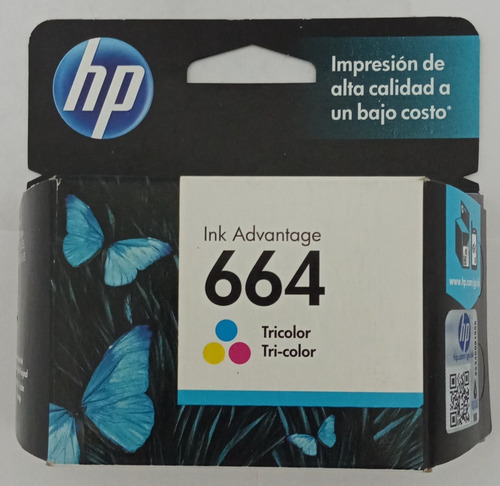 hp
Impresión de
alta calidad a
un bajo costo*
Ink Advantage
664
Tricolor
Tri-color
hp